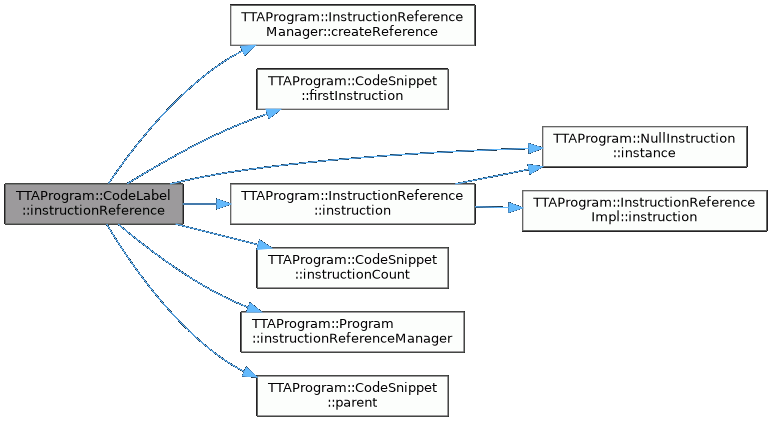 TTAProgram::InstructionReference
Manager::createReference
TTAProgram::CodeSnippet
::firstInstruction
TTAProgram::NullInstruction
::instance
TTAProgram::CodeLabel
::instructionReference
TTAProgram::InstructionReference
::instruction
TTAProgram::InstructionReference
Impl::instruction
TTAProgram::CodeSnippet
::instructionCount
TTAProgram::Program
::instructionReferenceManager
TTAProgram::CodeSnippet
::parent